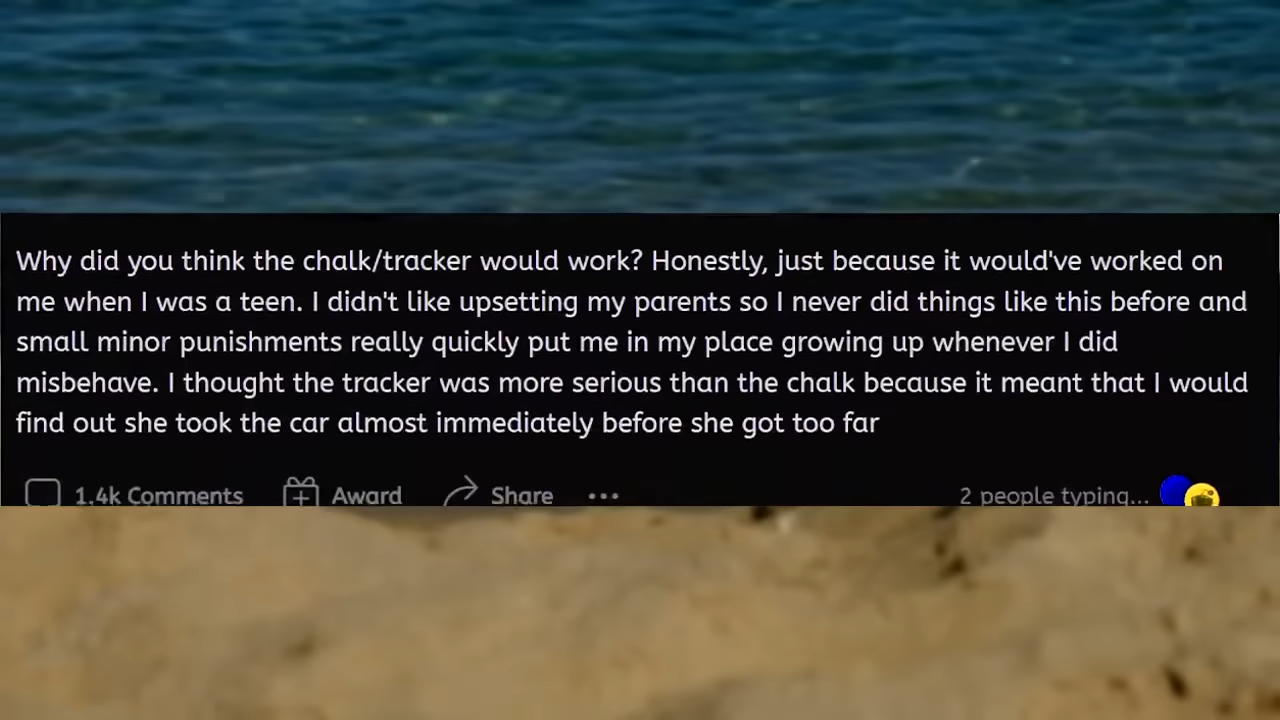 Why did you think the chalk/tracker would work? Honestly, just because it would've worked on
me when I was a teen. I didn't like upsetting my parents so I never did things like this before and
small minor punishments really quickly put me in my place growing up whenever I did
misbehave. I thought the tracker was more serious than the chalk because it meant that I would
find out she took the car almost immediately before she got too far
1.4k Comments Award Share ••• 2 people typing...